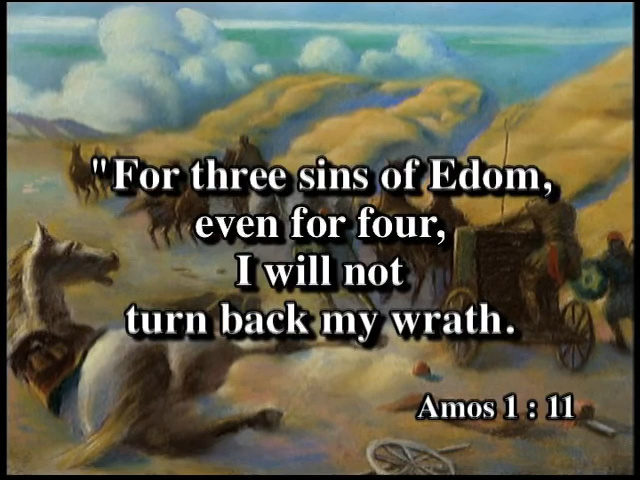 "For three sins of Edom,
even for four,
I will not
turn back my wrath.
Amos 1 : 11